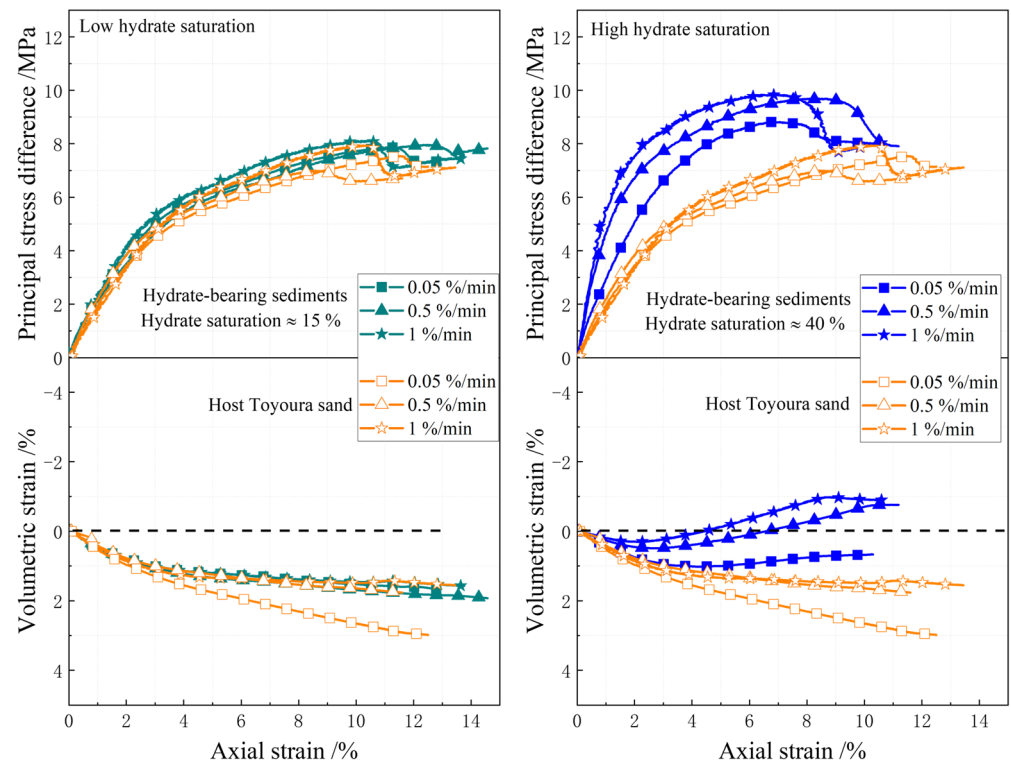 Low hydrate saturation
Principal stress difference /MPa
12
10
8
6
4
2
0
Hydrate-bearing sediments
Hydrate saturation ≈ 15 %
0.05 %/min
0.5 %/min
1 %/min
Host Toyoura sand
0.05 %/min
0.5 %/min
1 %/min
Volumetric strain /%
−4
−2
0
2
4
0 2 4 6 8 10 12 14
Axial strain /%
High hydrate saturation
Principal stress difference /MPa
12
10
8
6
4
2
0
Hydrate-bearing sediments
Hydrate saturation ≈ 40 %
0.05 %/min
0.5 %/min
1 %/min
Host Toyoura sand
0.05 %/min
0.5 %/min
1 %/min
Volumetric strain /%
−4
−2
0
2
4
0 2 4 6 8 10 12 14
Axial strain /%